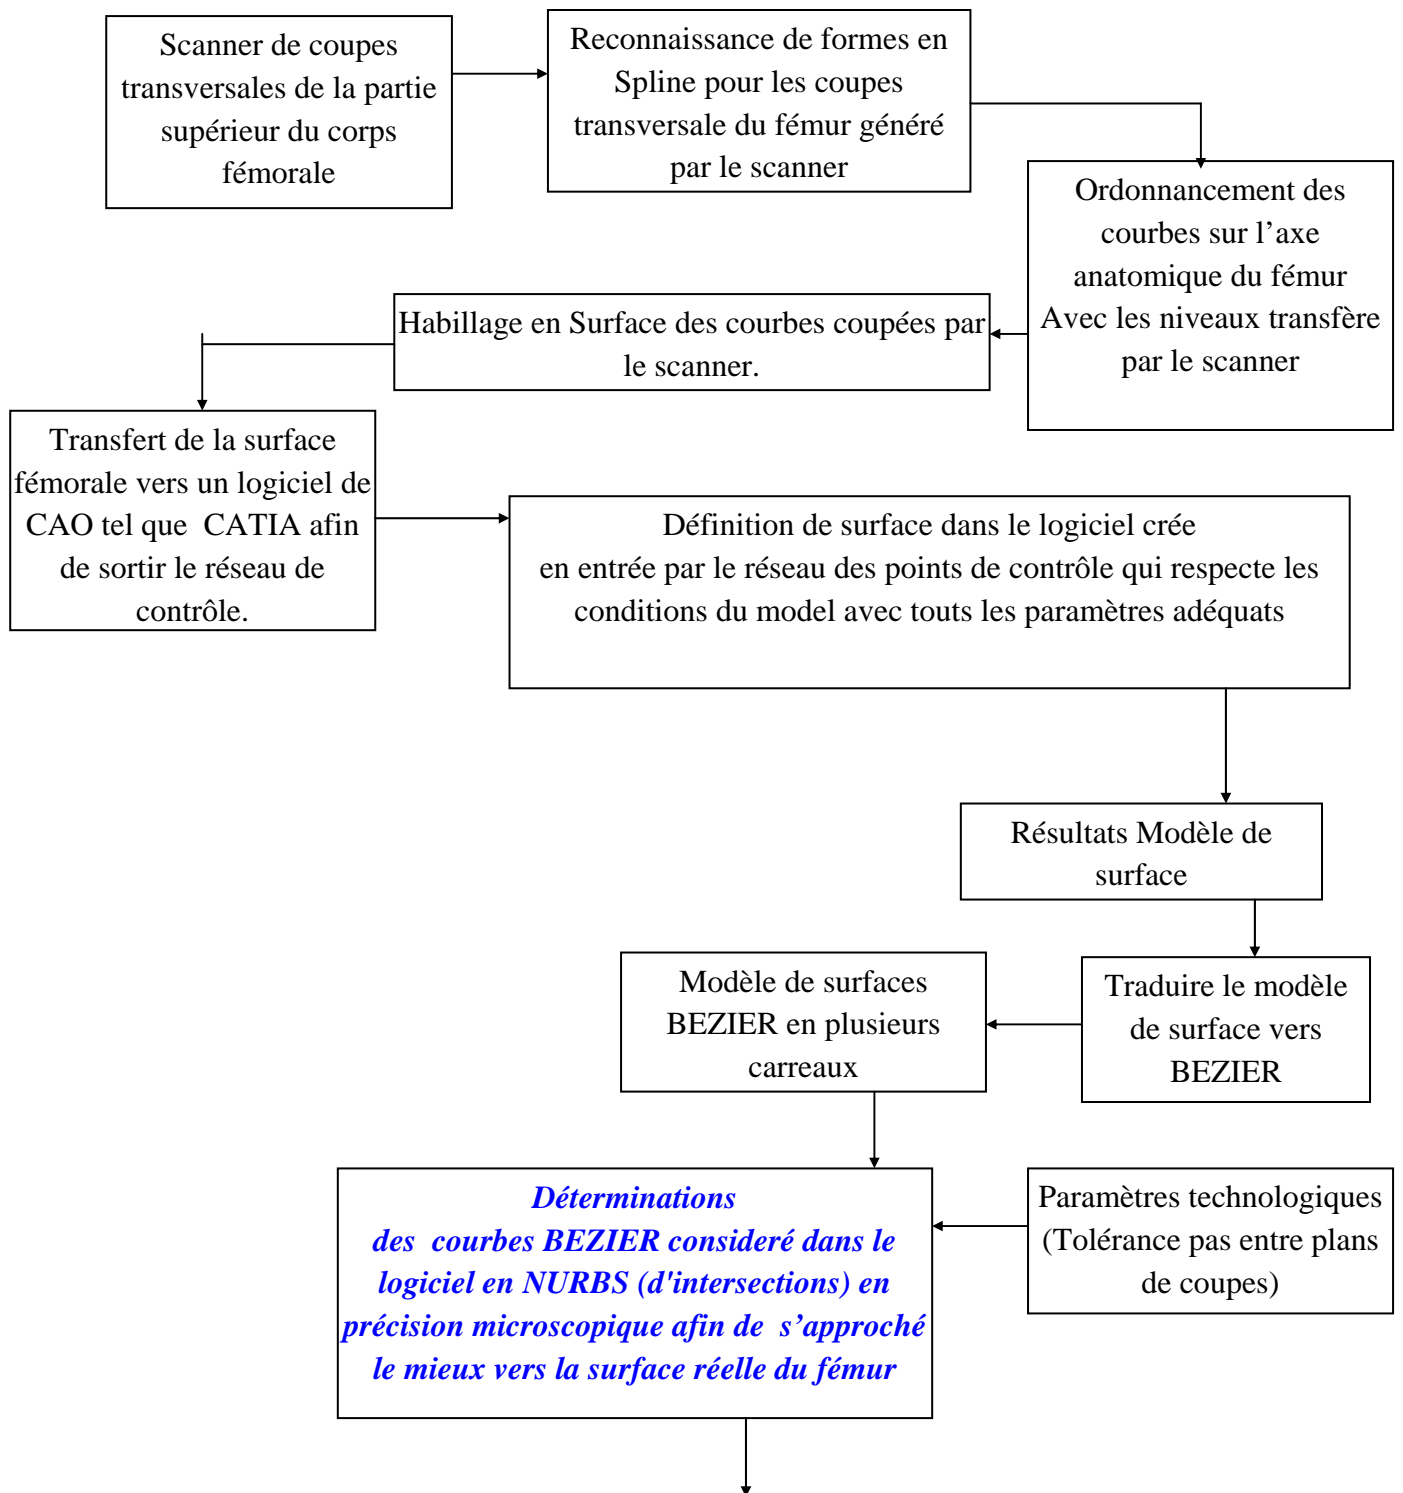 Scanner de coupes
transversales de la partie
supérieur du corps
fémorale
Reconnaissance de formes en
Spline pour les coupes
transversale du fémur généré
par le scanner
Ordonnancement des
courbes sur l’axe
anatomique du fémur
Avec les niveaux transfère
par le scanner
Habillage en Surface des courbes coupées par
le scanner.
Transfert de la surface
fémorale vers un logiciel de
CAO tel que CATIA afin
de sortir le réseau de
contrôle.
Définition de surface dans le logiciel crée
en entrée par le réseau des points de contrôle qui respecte les
conditions du model avec touts les paramètres adéquats
Résultats Modèle de
surface
Traduire le modèle
de surface vers
BEZIER
Modèle de surfaces
BEZIER en plusieurs
carreaux
Paramètres technologiques
(Tolérance pas entre plans
de coupes)
Déterminations
des courbes BEZIER consideré dans le
logiciel en NURBS (d'intersections) en
précision microscopique afin de s’approché
le mieux vers la surface réelle du fémur